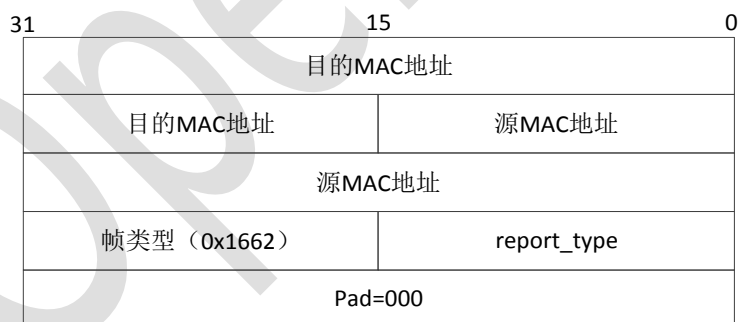 31 15 0
目的MAC地址
目的MAC地址 源MAC地址
源MAC地址
帧类型（0x1662） report_type
Pad=000